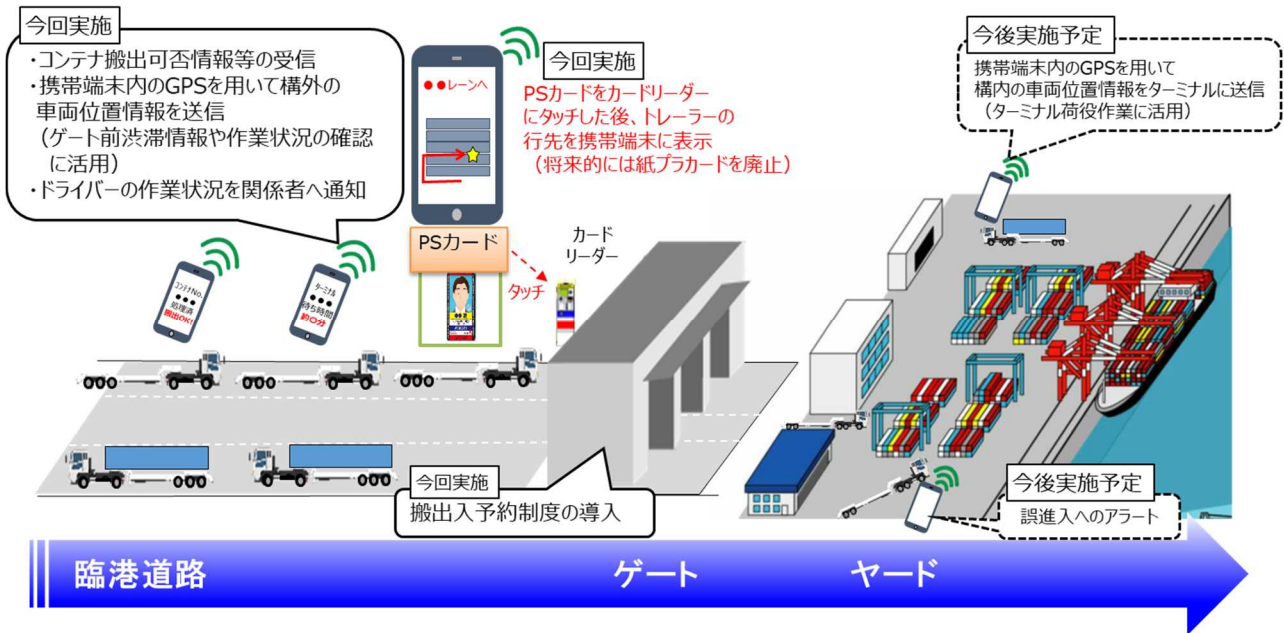 今回実施
・コンテナ搬出可否情報等の受信
・携帯端末内のGPSを用いて構外の
車両位置情報を送信
（ゲート前渋滞情報や作業状況の確認
に活用）
・ドライバーの作業状況を関係者へ通知
コンテナNo.
●●●
処理済
搬出OK!
ターミナル
●●●
待ち時間
約〇分
●●レーンへ
今回実施
PSカードをカードリーダー
にタッチした後、トレーラーの
行先を携帯端末に表示
（将来的には紙プラカードを廃止）
PSカード
タッチ
カード
リーダー
今回実施
搬出入予約制度の導入
今後実施予定
携帯端末内のGPSを用いて
構内の車両位置情報をターミナルに送信
（ターミナル荷役作業に活用）
今後実施予定
誤進入へのアラート
臨港道路
ゲート
ヤード